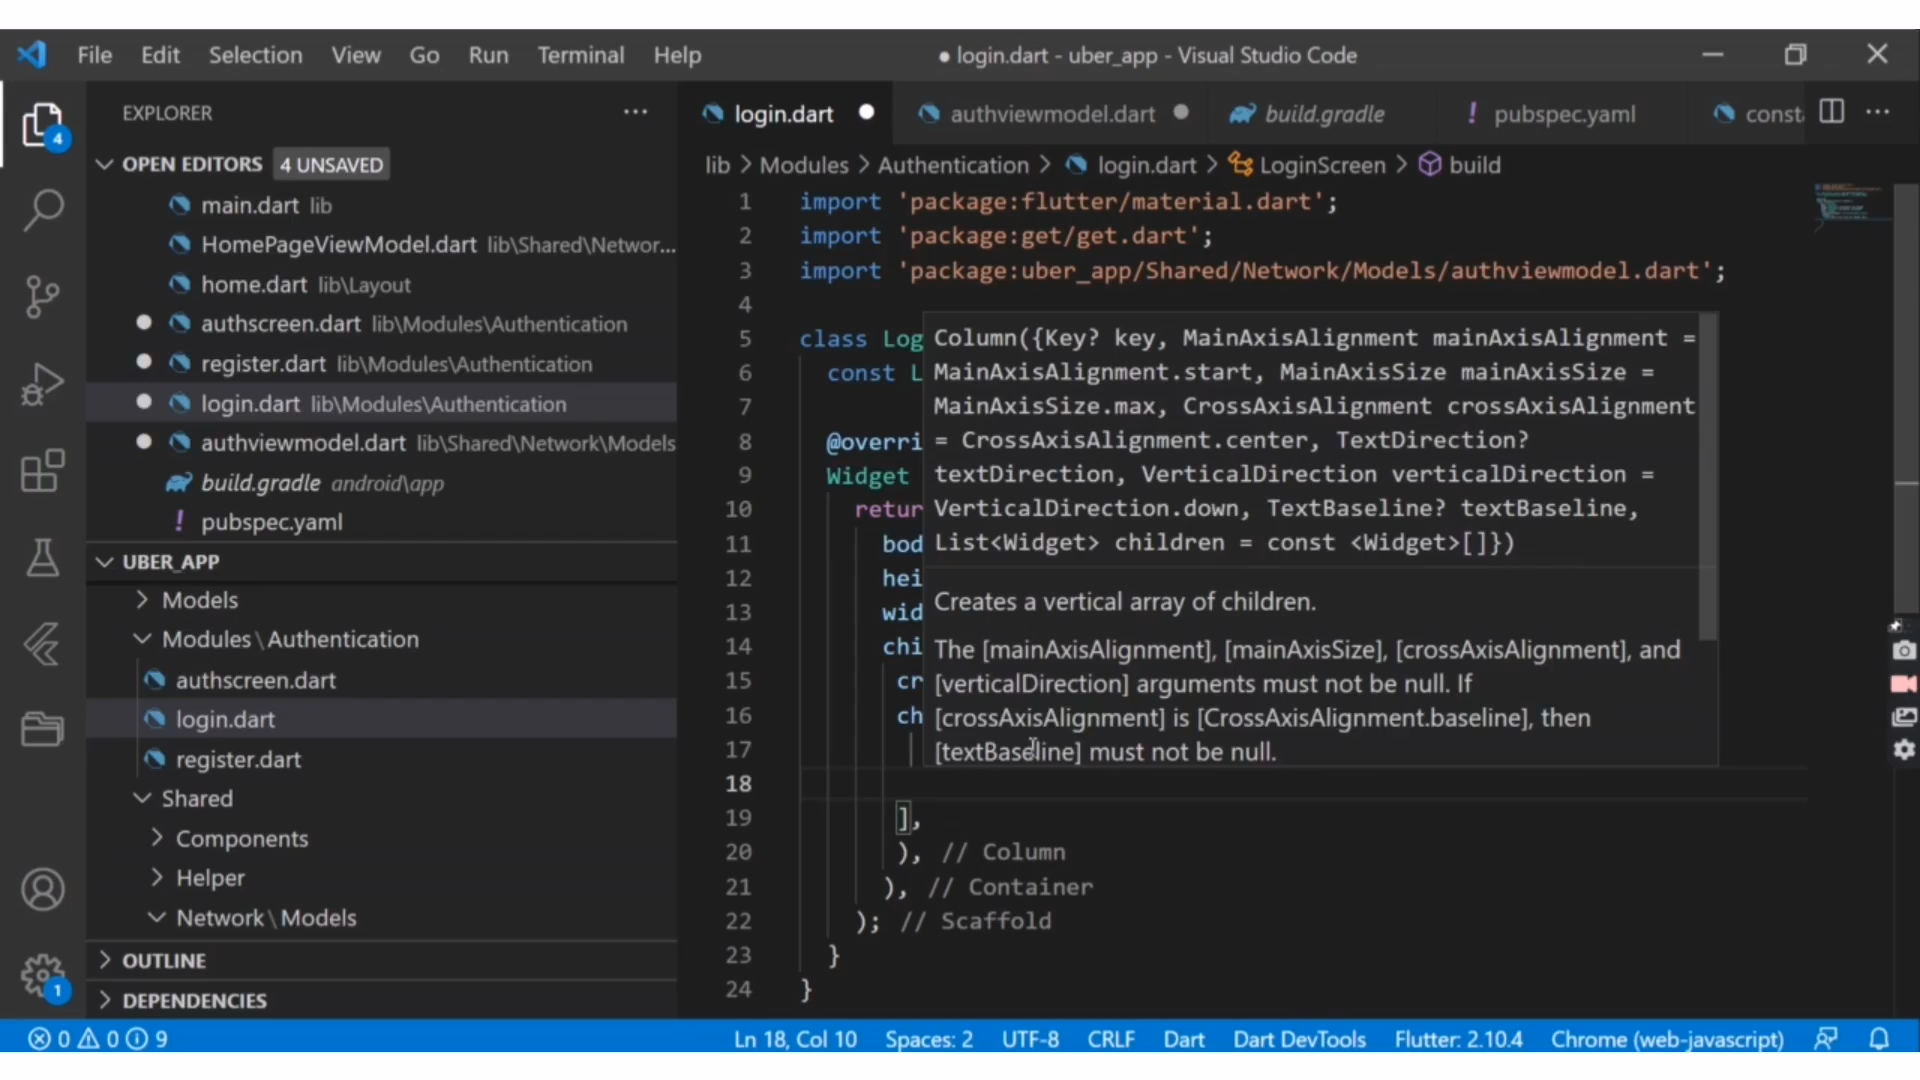 File Edit Selection View Go Run Terminal Help
● login.dart - uber_app - Visual Studio Code
EXPLORER
4
OPEN EDITORS 4 UNSAVED
main.dart lib
HomePageViewModel.dart lib\Shared\Networ...
home.dart lib\Layout
authscreen.dart lib\Modules\Authentication
register.dart lib\Modules\Authentication
login.dart lib\Modules\Authentication
authviewmodel.dart lib\Shared\Network\Models
build.gradle android\app
! pubspec.yaml
UBER_APP
Models
Modules\Authentication
authscreen.dart
login.dart
register.dart
Shared
Components
Helper
Network\Models
OUTLINE
1
DEPENDENCIES
login.dart authviewmodel.dart build.gradle ! pubspec.yaml const
lib > Modules > Authentication > login.dart > LoginScreen > build
1 import 'package:flutter/material.dart';
2 import 'package:get/get.dart';
3 import 'package:uber_app/Shared/Network/Models/authviewmodel.dart';
4
5 class Log
6 const L
7
8 @overri
9 Widget
10 retur
11 bod
12 hei
13 wid
14 chi
15 cr
16 ch
17
18
19 ],
20 ), // Column
21 ), // Container
22 ); // Scaffold
23 }
24 }
Column({Key? key, MainAxisAlignment mainAxisAlignment =
MainAxisAlignment.start, MainAxisSize mainAxisSize =
MainAxisSize.max, CrossAxisAlignment crossAxisAlignment
= CrossAxisAlignment.center, TextDirection?
textDirection, VerticalDirection verticalDirection =
VerticalDirection.down, TextBaseline? textBaseline,
List<Widget> children = const <Widget>[]})
Creates a vertical array of children.
The [mainAxisAlignment], [mainAxisSize], [crossAxisAlignment], and
[verticalDirection] arguments must not be null. If
[crossAxisAlignment] is [CrossAxisAlignment.baseline], then
[textBaseline] must not be null.
0 0 9 Ln 18, Col 10 Spaces: 2 UTF-8 CRLF Dart Dart DevTools Flutter: 2.10.4 Chrome (web-javascript)